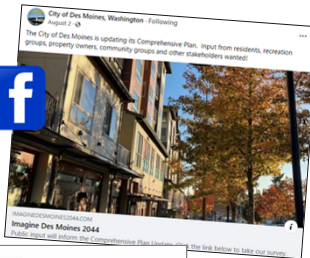 City of Des Moines, Washington · Following
August 2 ·
The City of Des Moines is updating its Comprehensive Plan. Input from residents, recreation
groups, property owners, community groups and other stakeholders wanted!
f
IMAGINEDESMOINES2044.COM
Imagine Des Moines 2044
Public input will inform the Comprehensive Plan Update. Click the link below to take our survey.